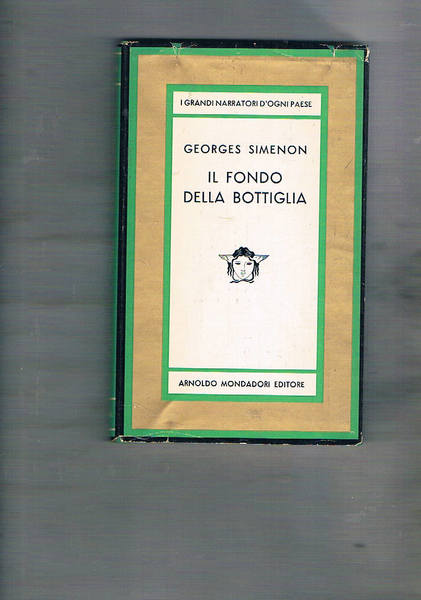 I GRANDI NARRATORI D'OGNI PAESE
GEORGES SIMENON
IL FONDO
DELLA BOTTIGLIA
ARNOLDO MONDADORI EDITORE